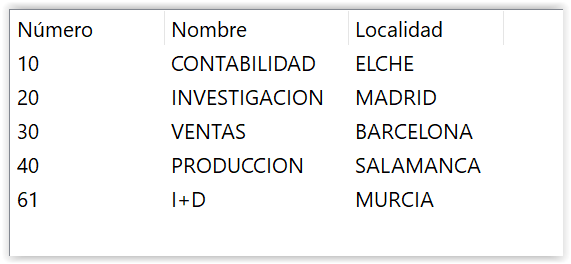 Número Nombre Localidad
10 CONTABILIDAD ELCHE
20 INVESTIGACION MADRID
30 VENTAS BARCELONA
40 PRODUCCION SALAMANCA
61 I+D MURCIA